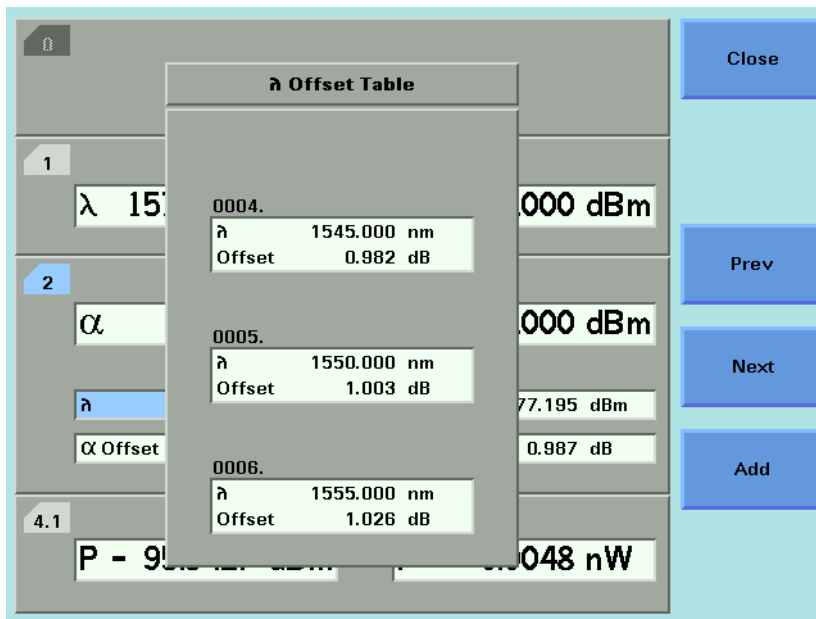 0
Close
λ Offset Table
1
λ
0004.
.000 dBm
λ 1545.000 nm
Offset 0.982 dB
Prev
2
α
0005.
.000 dBm
λ 1550.000 nm
Offset 1.003 dB
Next
λ
77.195 dBm
α Offset
0.987 dB
0006.
Add
λ 1555.000 nm
Offset 1.026 dB
4.1
P - 9
048 nW